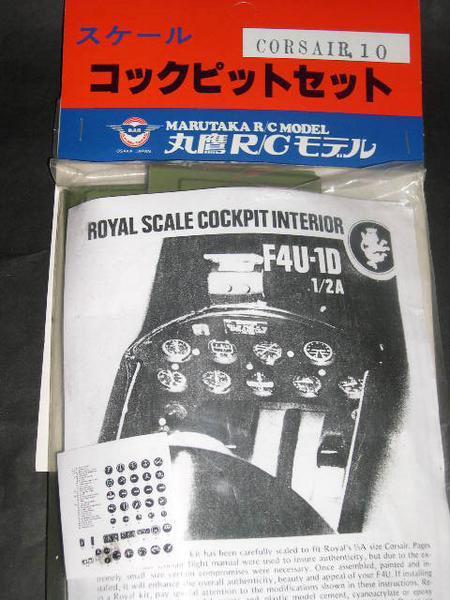 スケール
CORSAIR, 10
コックピットセット
OSAKA JAPAN
MARUTAKA R/C MODEL
丸鷹 R/C モデル
ROYAL SCALE COCKPIT INTERIOR
F4U-1D
1/2A
kit has been carefully scaled to fit Royal's ½A size Corsair. Pages
flight manual were used to insure authenticity, but due to the ex-
small size certain compromises were necessary. Once assembled, painted and in-
stalled, it will enhance the overall authenticity, beauty and appeal of your F4U. If installing
in a Royal kit, pay special attention to the modifications shown in these instructions. Re-
and plastic model cement, cyanoacrylate or epoxy